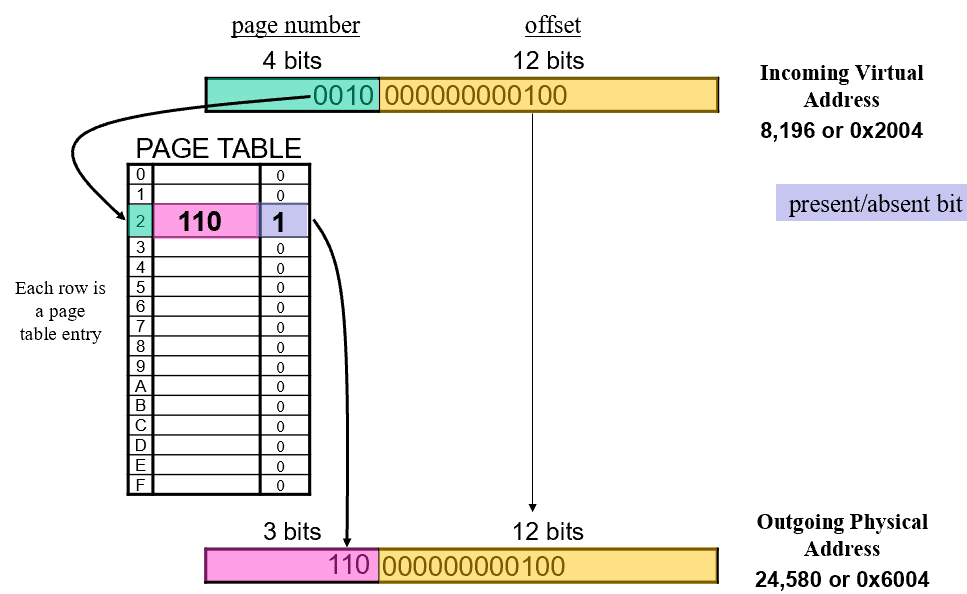 page number offset
4 bits 12 bits
0010 000000000100
Incoming Virtual
Address
8,196 or 0x2004
PAGE TABLE
present/absent bit
0 0
1 0
2 110 1
3 0
4 0
5 0
6 0
7 0
8 0
9 0
A 0
B 0
C 0
D 0
E 0
F 0
Each row is
a page
table entry
3 bits 12 bits
110 000000000100
Outgoing Physical
Address
24,580 or 0x6004